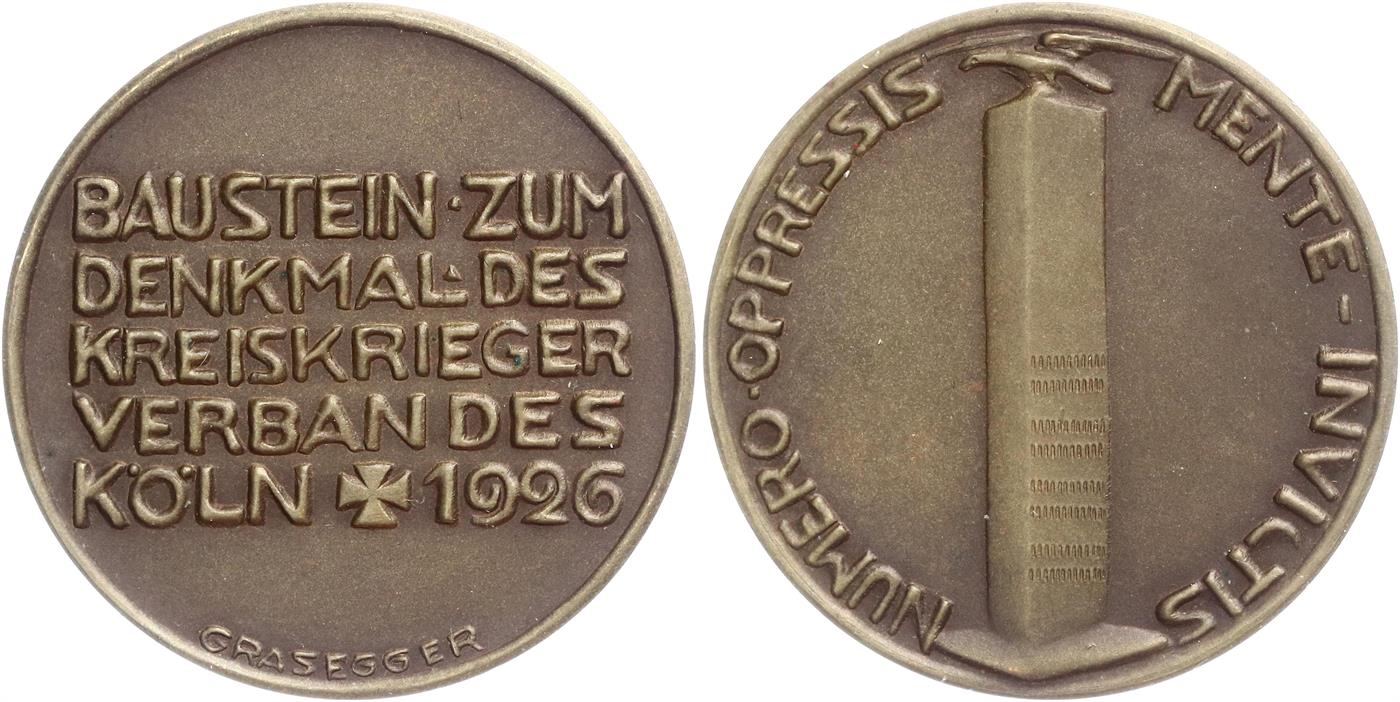 BAUSTEIN · ZUM
DENKMAL · DES
KREISKRIEGER
VERBANDES
KÖLN ✠ 1926
GRASEGGER
NUMERO · OPPRESSIS MENTE - INVICTIS